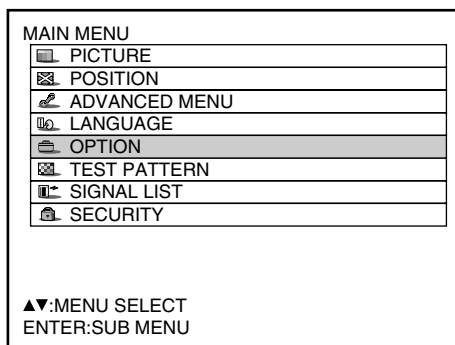 MAIN MENU
PICTURE
POSITION
ADVANCED MENU
LANGUAGE
OPTION
TEST PATTERN
SIGNAL LIST
SECURITY
▲▼:MENU SELECT
ENTER:SUB MENU